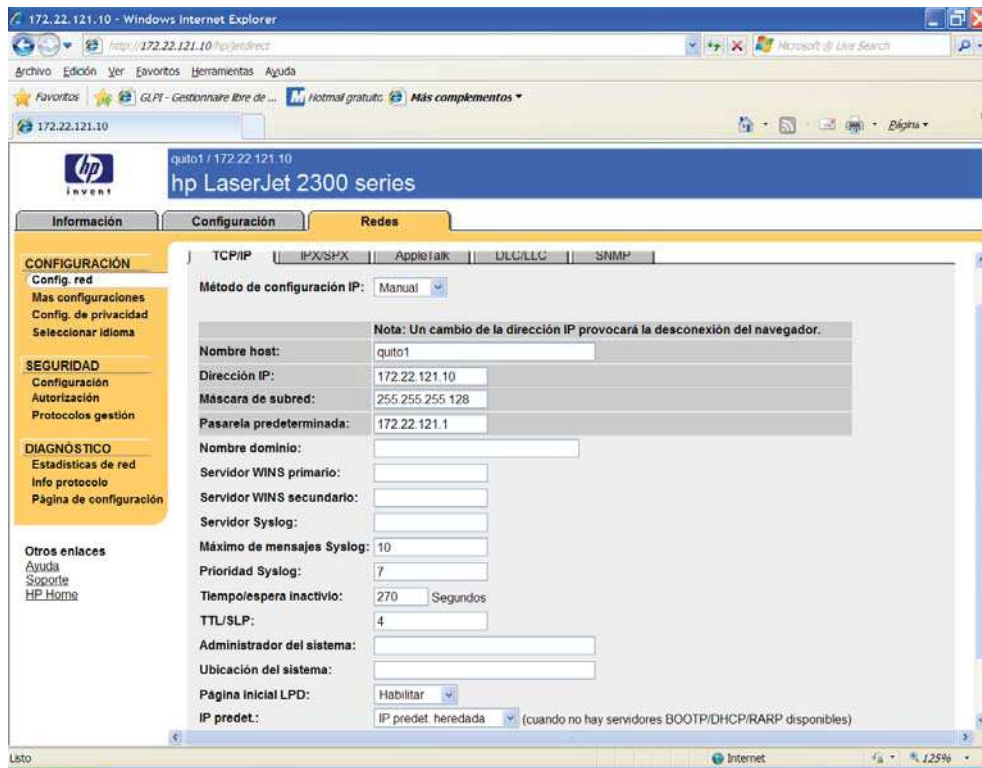 172.22.121.10 - Windows Internet Explorer
http://172.22.121.10/hp/jetdirect
Microsoft @ Live Search
Archivo Edición Ver Favoritos Herramientas Ayuda
Favoritos GLPI - Gestionnaire libre de ... Hotmail gratuito Más complementos
172.22.121.10
Página
hp
invent
quito1 / 172.22.121.10
hp LaserJet 2300 series
Información Configuración Redes
CONFIGURACIÓN
Config. red
Mas configuraciones
Config. de privacidad
Seleccionar idioma
SEGURIDAD
Configuración
Autorización
Protocolos gestión
DIAGNÓSTICO
Estadísticas de red
Info protocolo
Página de configuración
Otros enlaces
Ayuda
Soporte
HP Home
TCP/IP IPX/SPX AppleTalk DLC/LLC SNMP
Método de configuración IP: Manual
Nota: Un cambio de la dirección IP provocará la desconexión del navegador.
Nombre host: quito1
Dirección IP: 172.22.121.10
Máscara de subred: 255.255.255.128
Pasarela predeterminada: 172.22.121.1
Nombre dominio:
Servidor WINS primario:
Servidor WINS secundario:
Servidor Syslog:
Máximo de mensajes Syslog: 10
Prioridad Syslog: 7
Tiempo/espera inactivio: 270 Segundos
TTL/SLP: 4
Administrador del sistema:
Ubicación del sistema:
Página inicial LPD: Habilitar
IP predet.: IP predet. heredada (cuando no hay servidores BOOTP/DHCP/RARP disponibles)
Listo
Internet
125%